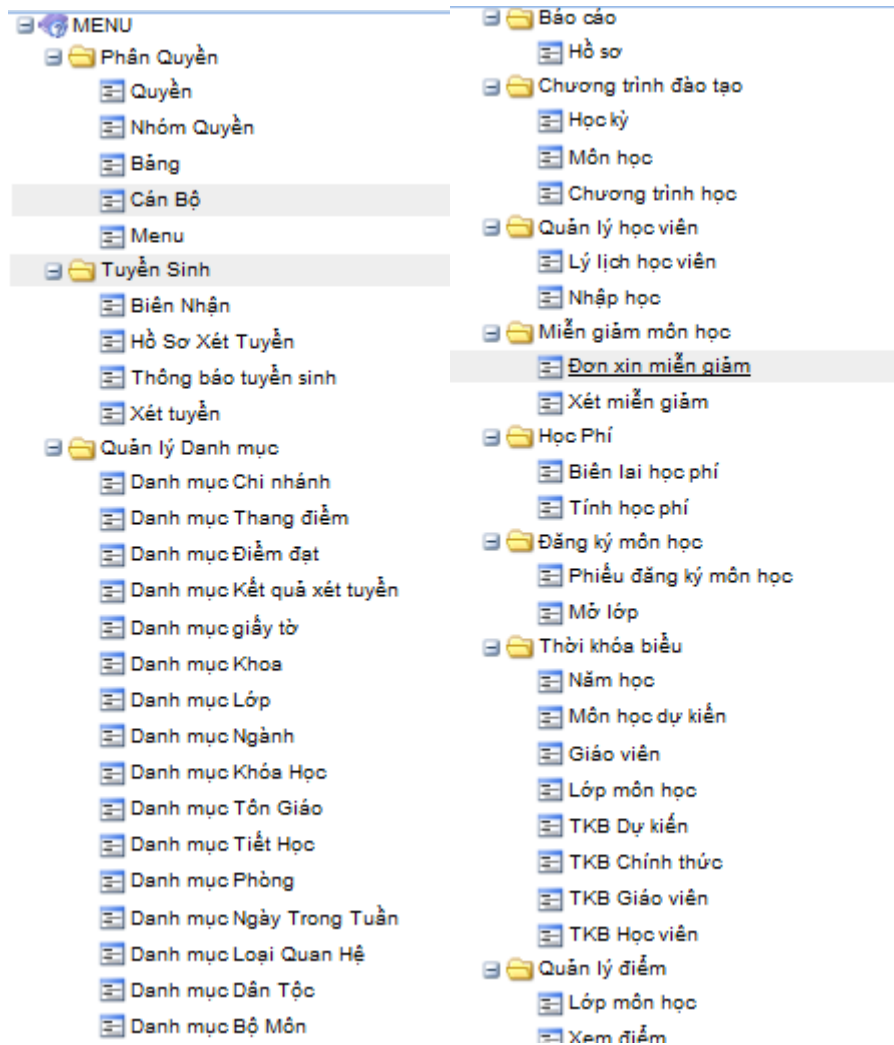 MENU
Phân Quyền
Quyền
Nhóm Quyền
Bảng
Cán Bộ
Menu
Tuyển Sinh
Biên Nhận
Hồ Sơ Xét Tuyển
Thông báo tuyển sinh
Xét tuyển
Quản lý Danh mục
Danh mục Chi nhánh
Danh mục Thang điểm
Danh mục Điểm đạt
Danh mục Kết quả xét tuyển
Danh mục giấy tờ
Danh mục Khoa
Danh mục Lớp
Danh mục Ngành
Danh mục Khóa Học
Danh mục Tôn Giáo
Danh mục Tiết Học
Danh mục Phòng
Danh mục Ngày Trong Tuần
Danh mục Loại Quan Hệ
Danh mục Dân Tộc
Danh mục Bộ Môn
Báo cáo
Hồ sơ
Chương trình đào tạo
Học kỳ
Môn học
Chương trình học
Quản lý học viên
Lý lịch học viên
Nhập học
Miễn giảm môn học
Đơn xin miễn giảm
Xét miễn giảm
Học Phí
Biên lai học phí
Tính học phí
Đăng ký môn học
Phiếu đăng ký môn học
Mở lớp
Thời khóa biểu
Năm học
Môn học dự kiến
Giáo viên
Lớp môn học
TKB Dự kiến
TKB Chính thức
TKB Giáo viên
TKB Học viên
Quản lý điểm
Lớp môn học
Xem điểm